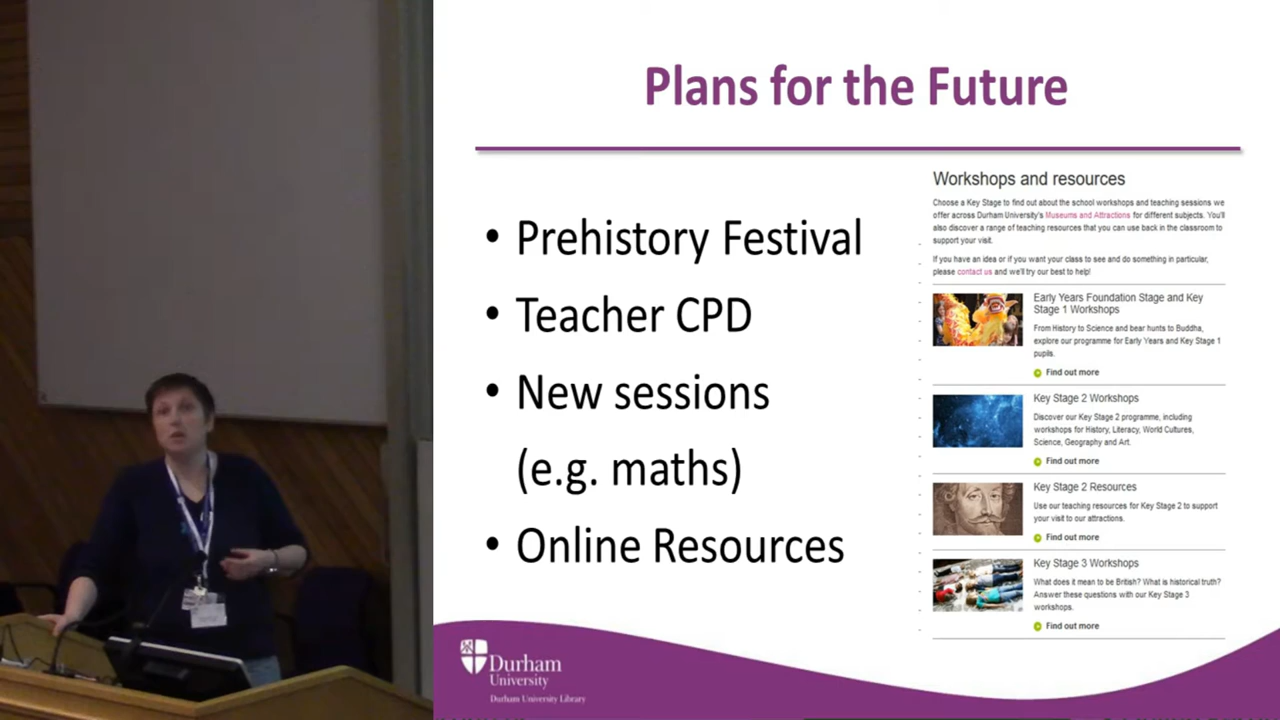 Plans for the Future
• Prehistory Festival
• Teacher CPD
• New sessions
(e.g. maths)
• Online Resources
Workshops and resources
Choose a Key Stage to find out about the school workshops and teaching sessions we
offer across Durham University's Museums and Attractions for different subjects. You'll
also discover a range of teaching resources that you can use back in the classroom to
support your visit.
If you have an idea or if you want your class to see and do something in particular,
please contact us and we'll try our best to help!
Early Years Foundation Stage and Key
Stage 1 Workshops
From History to Science and bear hunts to Buddha,
explore our programme for Early Years and Key Stage 1
pupils.
Find out more
Key Stage 2 Workshops
Discover our Key Stage 2 programme, including
workshops for History, Literacy, World Cultures,
Science, Geography and Art.
Find out more
Key Stage 2 Resources
Use our teaching resources for Key Stage 2 to support
your visit to our attractions.
Find out more
Key Stage 3 Workshops
What does it mean to be British? What is historical truth?
Answer these questions with our Key Stage 3
workshops.
Find out more
Durham
University
Durham University Library